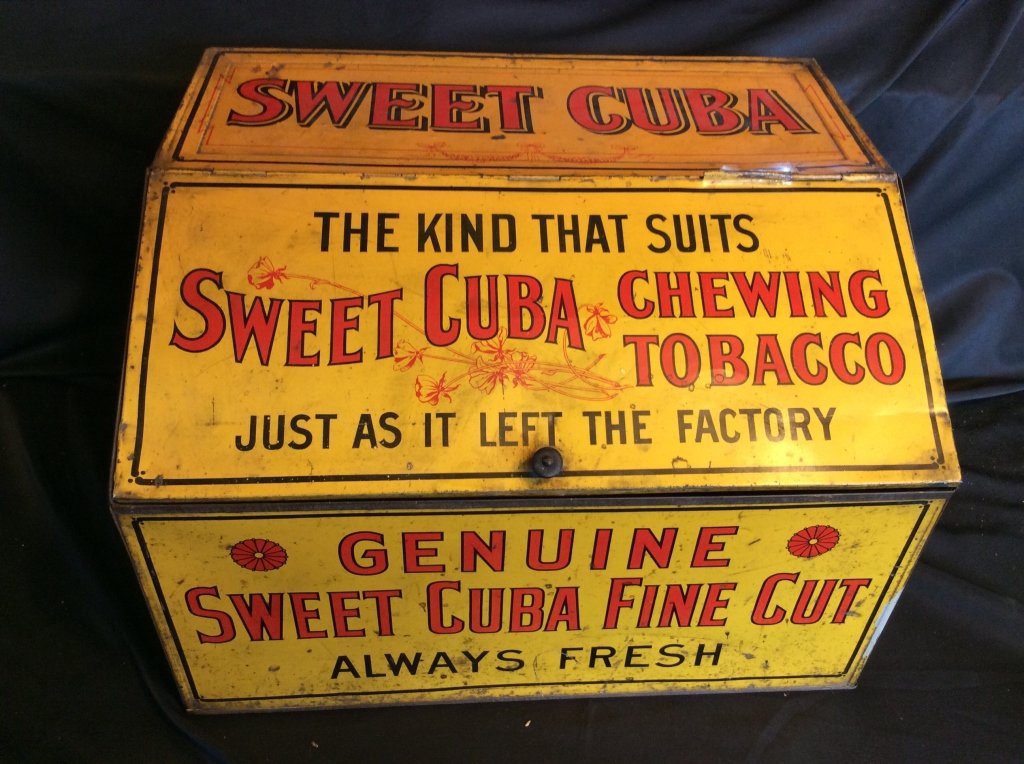 SWEET CUBA
THE KIND THAT SUITS
SWEET CUBA CHEWING TOBACCO
JUST AS IT LEFT THE FACTORY
GENUINE
SWEET CUBA FINE CUT
ALWAYS FRESH